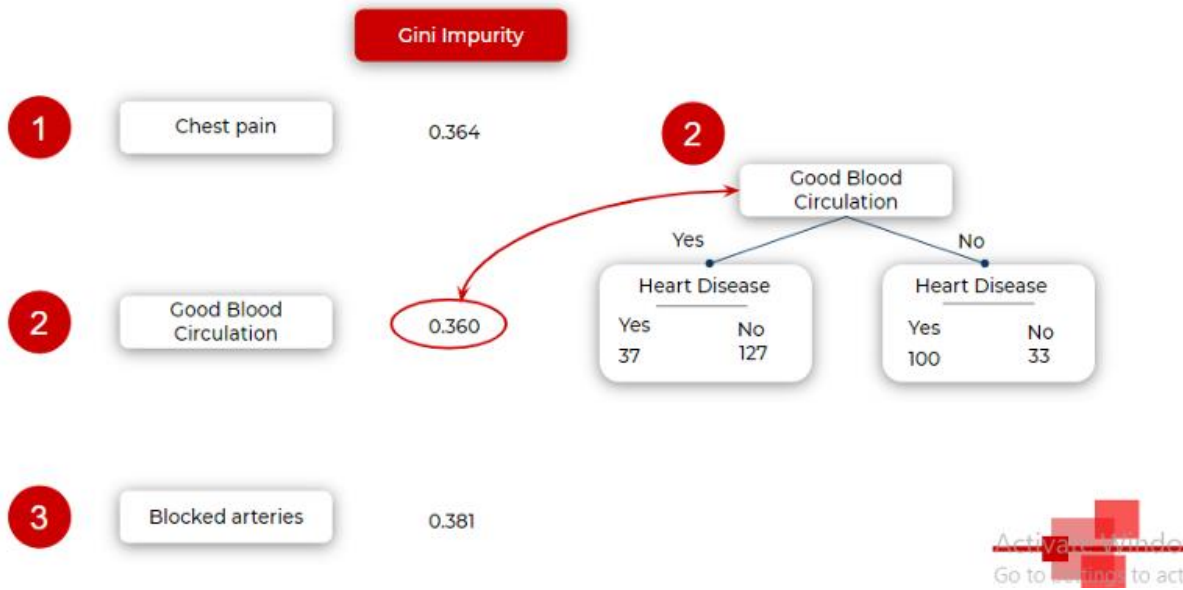 Gini Impurity
1
Chest pain
0.364
2
Good Blood
Circulation
0.360
3
Blocked arteries
0.381
2
Good Blood
Circulation
Yes
No
Heart Disease
Yes
No
37
127
Heart Disease
Yes
No
100
33
Activate Windo
Go to to act